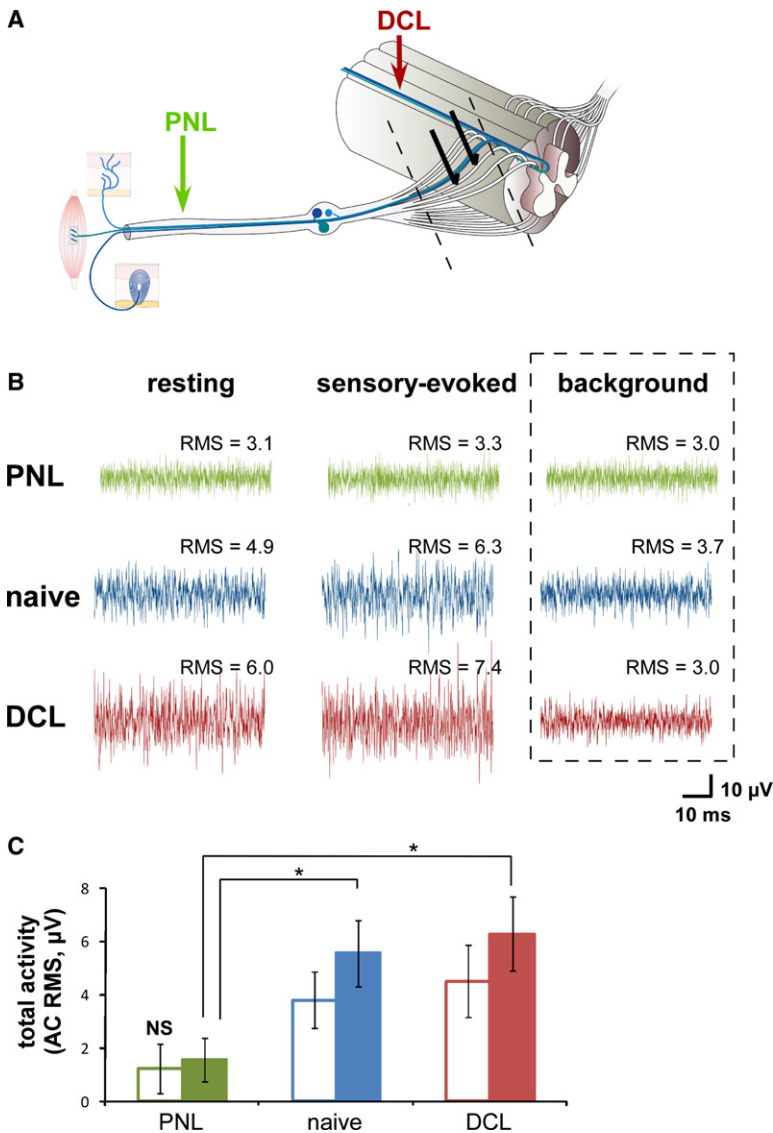 A
DCL
PNL
B
resting sensory-evoked background
RMS = 3.1 RMS = 3.3 RMS = 3.0
PNL
RMS = 4.9 RMS = 6.3 RMS = 3.7
naive
RMS = 6.0 RMS = 7.4 RMS = 3.0
DCL
10 µV
10 ms
C
* 
*
8
6
4
2
0
total activity
(AC RMS, µV)
NS
PNL naive DCL